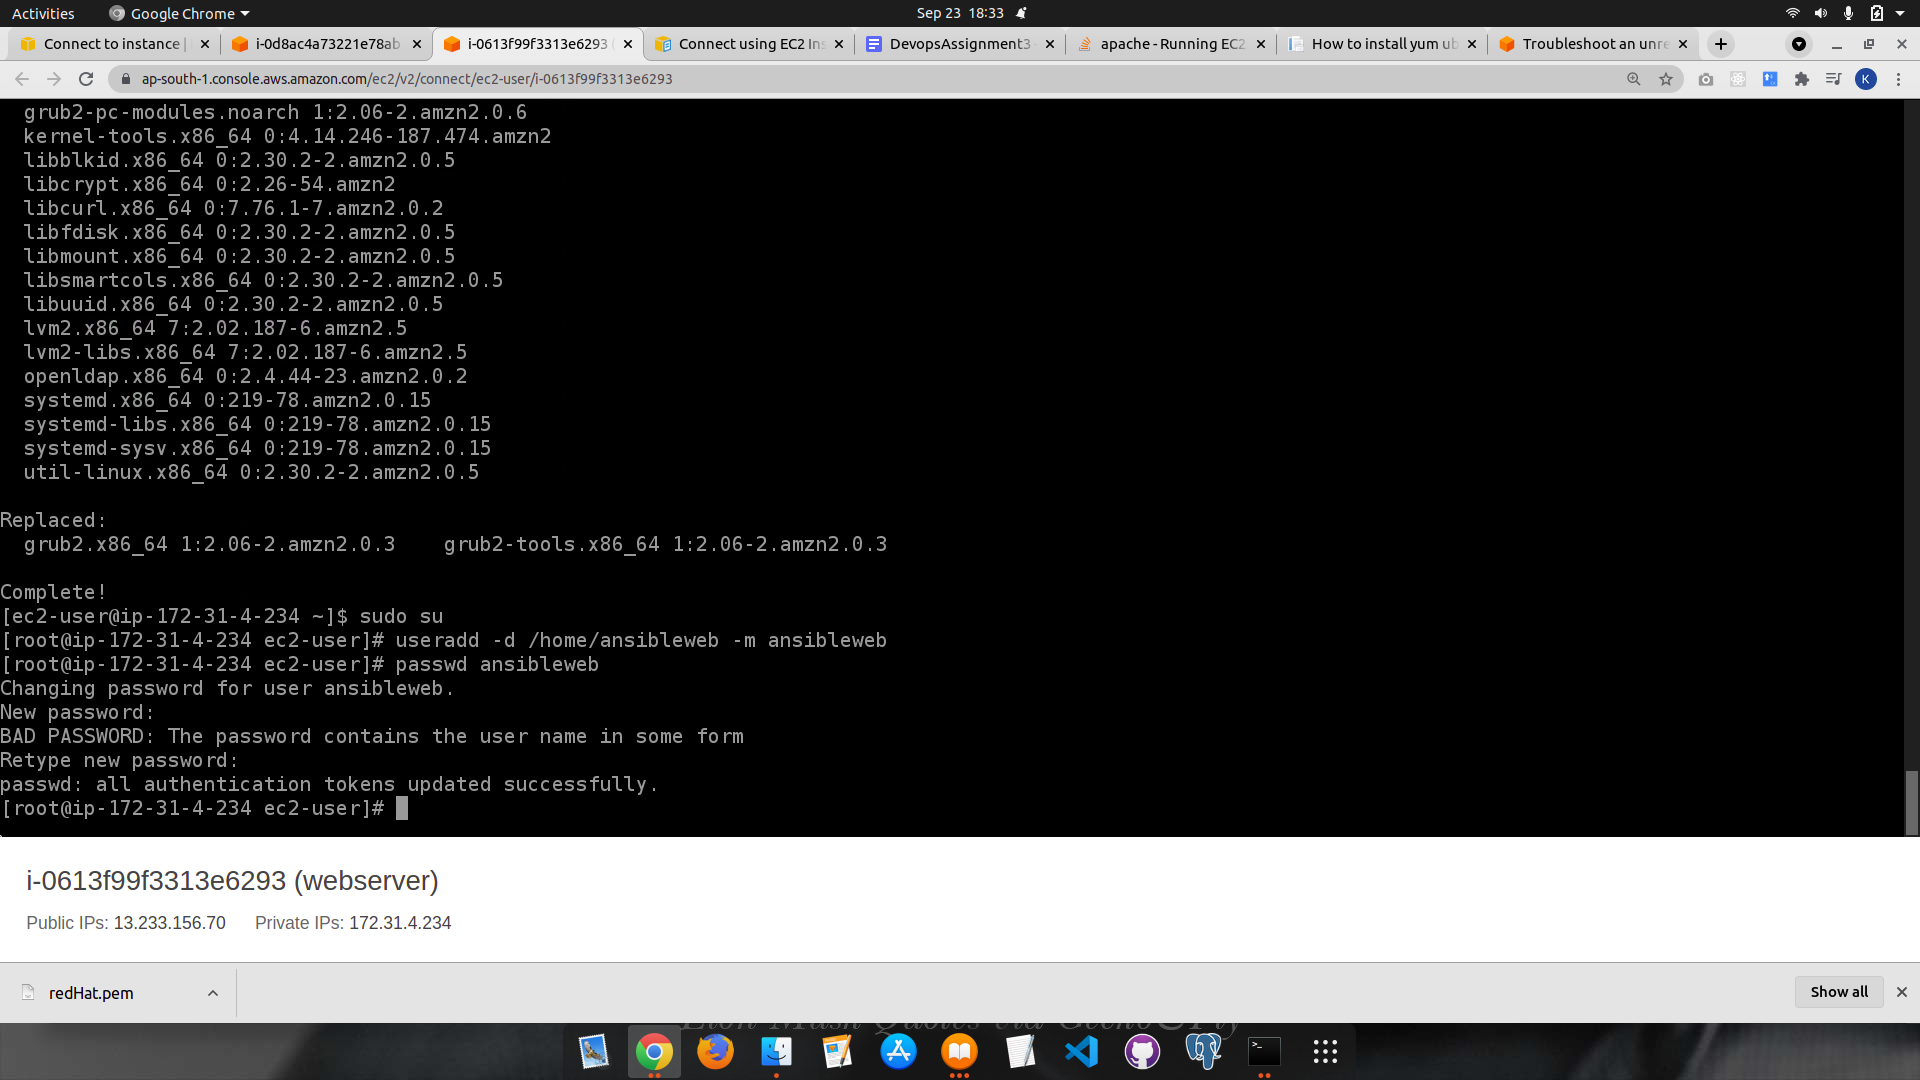 Activities
Google Chrome
Sep 23 18:33
Connect to instance |
i-0d8ac4a73221e78ab
i-0613f99f3313e6293
Connect using EC2 Ins
DevopsAssignment3
apache - Running EC2
How to install yum ub
Troubleshoot an unre
ap-south-1.console.aws.amazon.com/ec2/v2/connect/ec2-user/i-0613f99f3313e6293
K
grub2-pc-modules.noarch 1:2.06-2.amzn2.0.6
kernel-tools.x86_64 0:4.14.246-187.474.amzn2
libblkid.x86_64 0:2.30.2-2.amzn2.0.5
libcrypt.x86_64 0:2.26-54.amzn2
libcurl.x86_64 0:7.76.1-7.amzn2.0.2
libfdisk.x86_64 0:2.30.2-2.amzn2.0.5
libmount.x86_64 0:2.30.2-2.amzn2.0.5
libsmartcols.x86_64 0:2.30.2-2.amzn2.0.5
libuuid.x86_64 0:2.30.2-2.amzn2.0.5
lvm2.x86_64 7:2.02.187-6.amzn2.5
lvm2-libs.x86_64 7:2.02.187-6.amzn2.5
openldap.x86_64 0:2.4.44-23.amzn2.0.2
systemd.x86_64 0:219-78.amzn2.0.15
systemd-libs.x86_64 0:219-78.amzn2.0.15
systemd-sysv.x86_64 0:219-78.amzn2.0.15
util-linux.x86_64 0:2.30.2-2.amzn2.0.5
Replaced:
grub2.x86_64 1:2.06-2.amzn2.0.3    grub2-tools.x86_64 1:2.06-2.amzn2.0.3
Complete!
[ec2-user@ip-172-31-4-234 ~]$ sudo su
[root@ip-172-31-4-234 ec2-user]# useradd -d /home/ansibleweb -m ansibleweb
[root@ip-172-31-4-234 ec2-user]# passwd ansibleweb
Changing password for user ansibleweb.
New password:
BAD PASSWORD: The password contains the user name in some form
Retype new password:
passwd: all authentication tokens updated successfully.
[root@ip-172-31-4-234 ec2-user]#
i-0613f99f3313e6293 (webserver)
Public IPs: 13.233.156.70 Private IPs: 172.31.4.234
redHat.pem
Show all